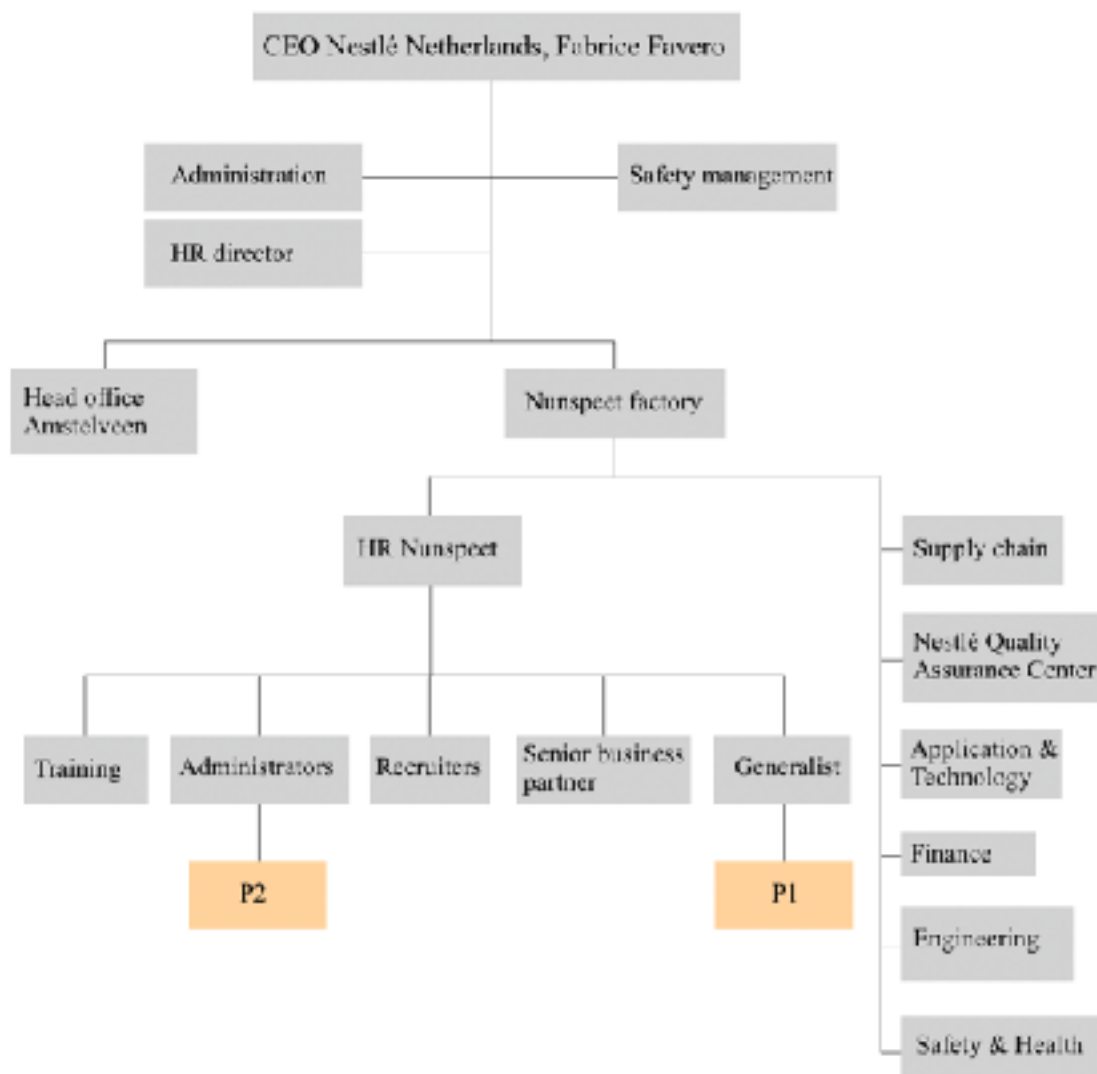 CEO Nestlé Netherlands, Fabrice Favero
Administration
Safety management
HR director
Head office
Amstelveen
Nunspeet factory
HR Nunspeet
Supply chain
Nestlé Quality
Assurance Center
Training
Administrators
Recruiters
Senior business
partner
Generalist
Application &
Technology
P2
P1
Finance
Engineering
Safety & Health